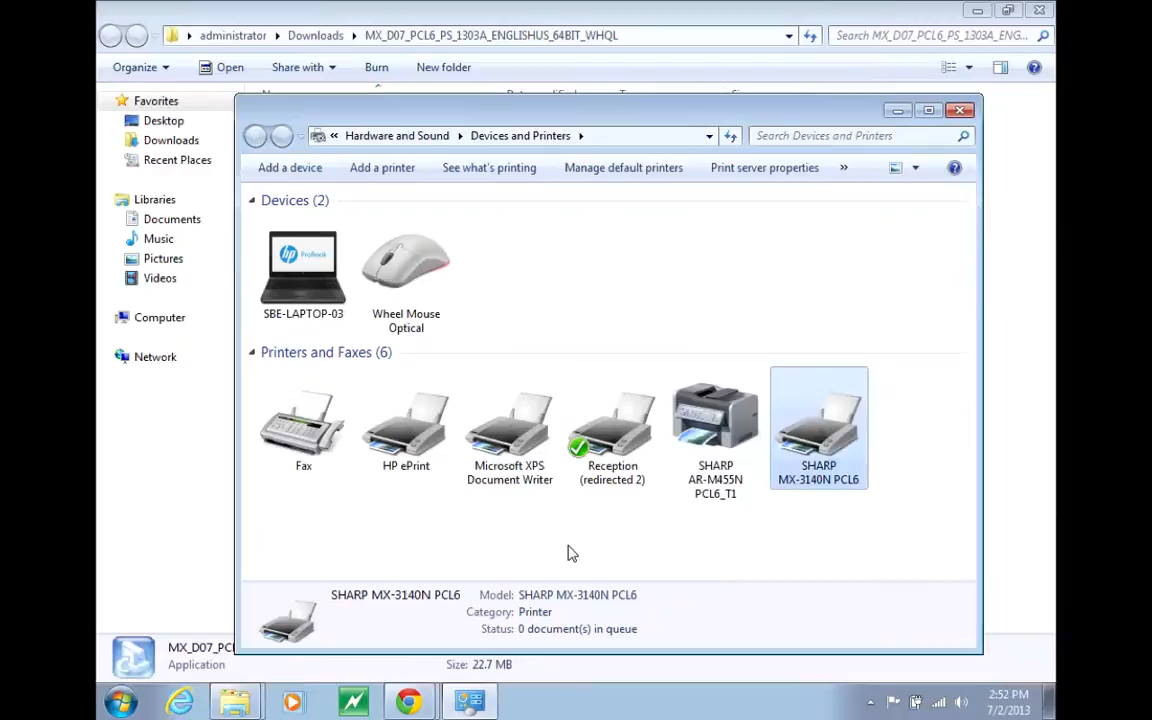 administrator Downloads MX_D07_PCL6_PS_1303A_ENGLISHUS_64BIT_WHQL
Search MX_D07_PCL6_PS_1303A_ENG...
Organize Open Share with Burn New folder
Favorites
Desktop
Downloads
Recent Places
Libraries
Documents
Music
Pictures
Videos
Computer
Network
« Hardware and Sound Devices and Printers
Search Devices and Printers
Add a device Add a printer See what's printing Manage default printers Print server properties »
Devices (2)
hp ProBook
SBE-LAPTOP-03
Wheel Mouse
Optical
Printers and Faxes (6)
Fax
HP ePrint
Microsoft XPS
Document Writer
Reception
(redirected 2)
SHARP
AR-M455N
PCL6_T1
SHARP
MX-3140N PCL6
SHARP MX-3140N PCL6
Model: SHARP MX-3140N PCL6
Category: Printer
Status: 0 document(s) in queue
MX_D07_PCL
Application
Size: 22.7 MB
2:52 PM
7/2/2013